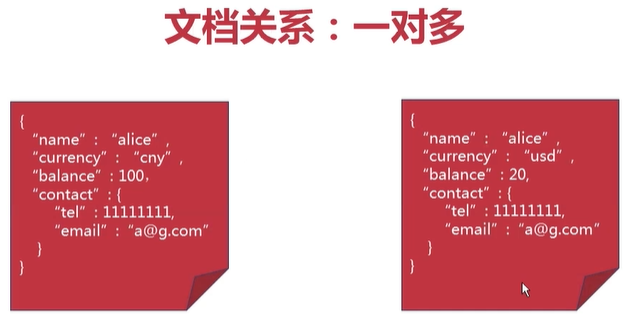 文档关系：一对多
{
“name”：“alice”,
“currency”：“cny”,
“balance”：100，
“contact”：{
“tel”：11111111,
“email”：“a@g.com”
}
}
{
“name”：“alice”,
“currency”：“usd”,
“balance”：20,
“contact”：{
“tel”：11111111,
“email”：“a@g.com”
}
}